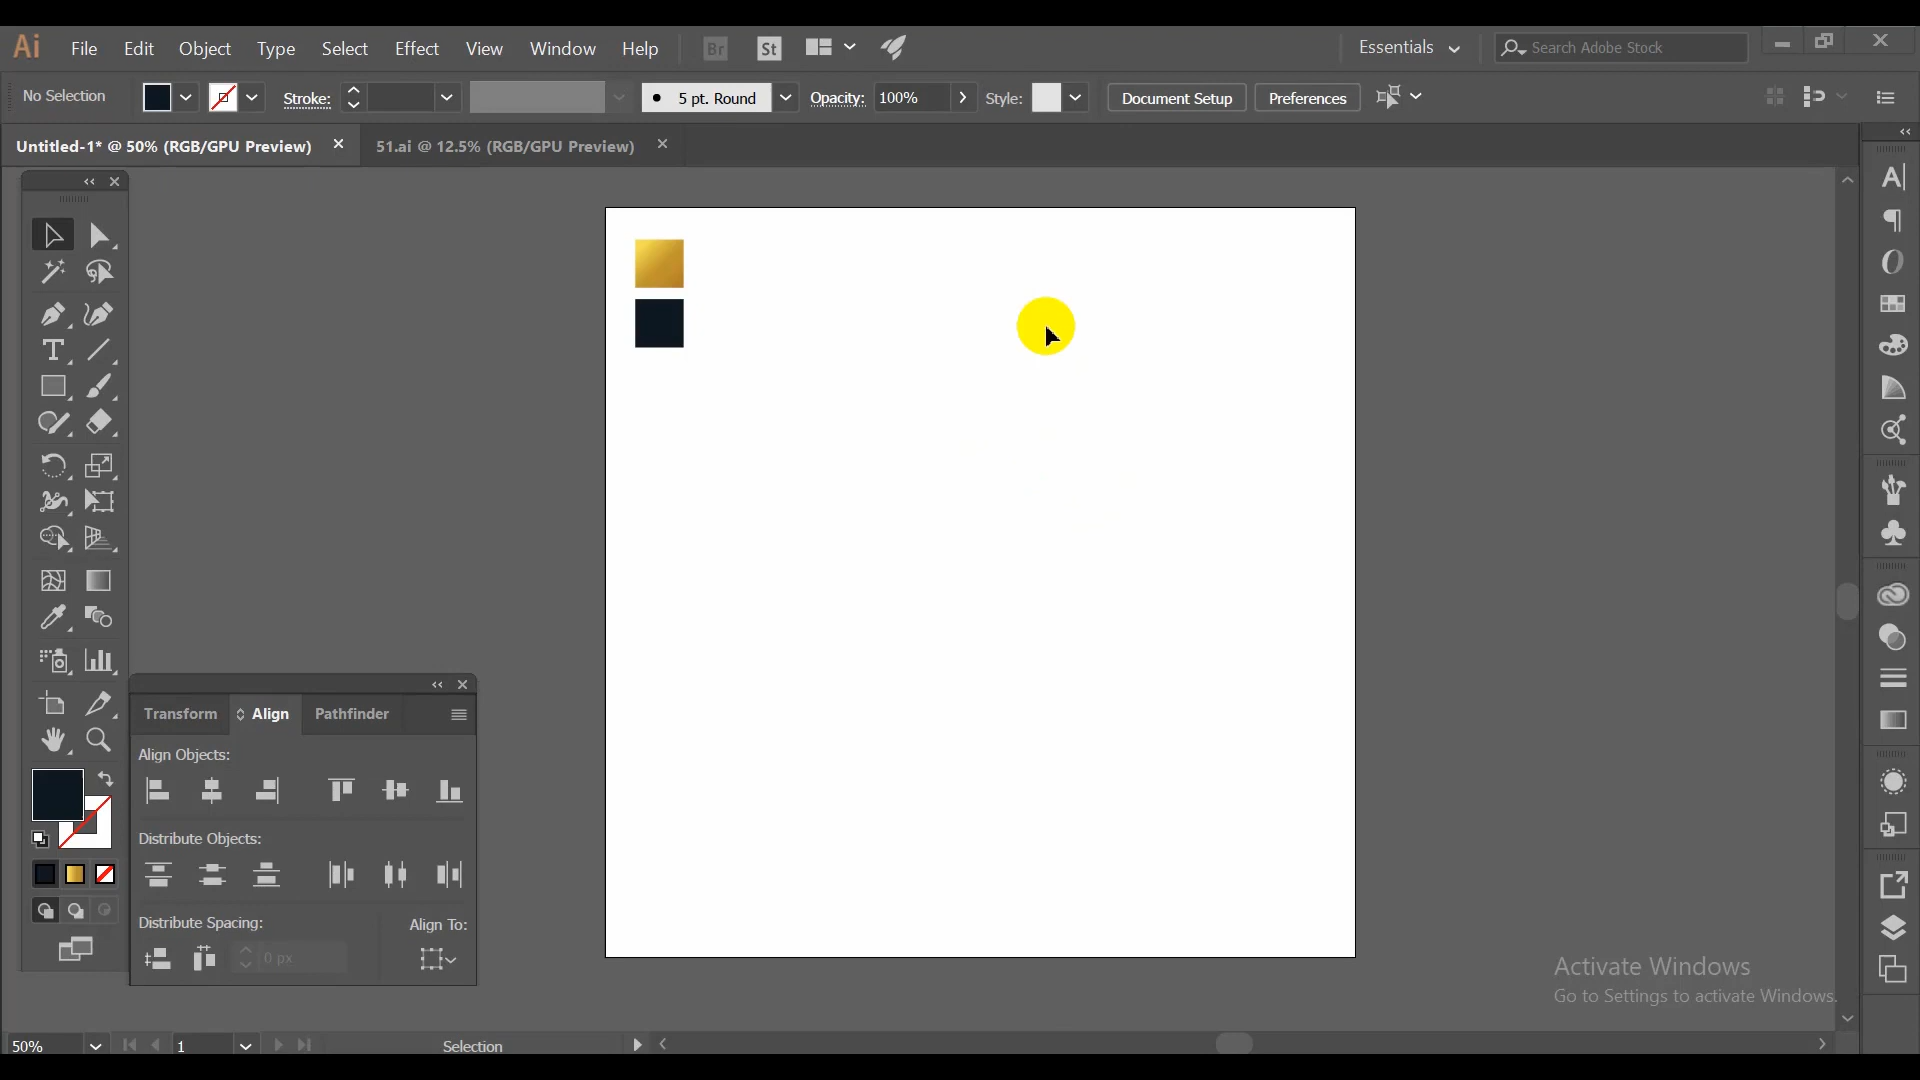 Ai File Edit Object Type Select Effect View Window Help Br St Essentials Search Adobe Stock
No Selection Stroke: 5 pt. Round Opacity: 100% Style: Document Setup Preferences
Untitled-1* @ 50% (RGB/GPU Preview) 51.ai @ 12.5% (RGB/GPU Preview)
Transform Align Pathfinder
Align Objects:
Distribute Objects:
Distribute Spacing: Align To:
0 px
Activate Windows
Go to Settings to activate Windows.
50% 1 Selection